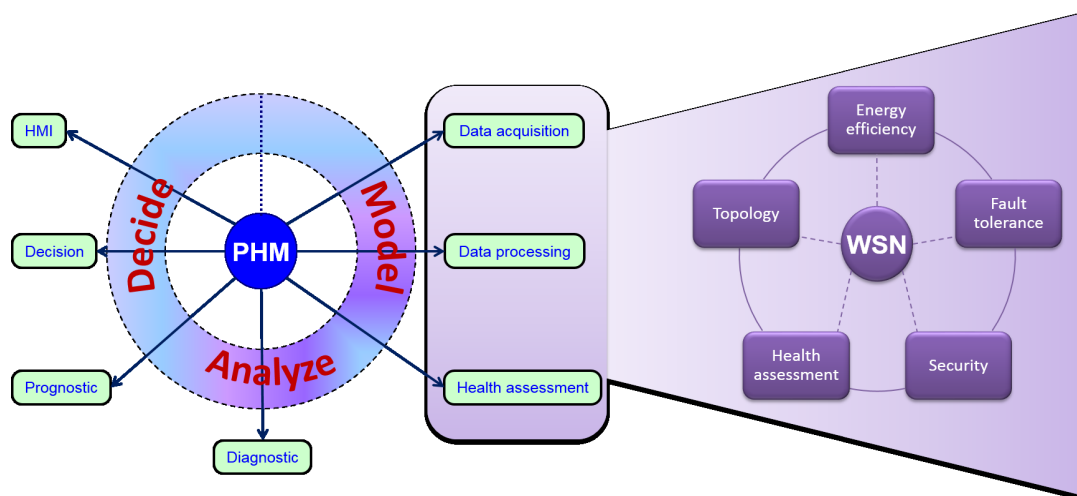 HMI
Decision
Prognostic
Diagnostic
Decide
Model
Analyze
PHM
Data acquisition
Data processing
Health assessment
Energy
efficiency
Topology
Fault
tolerance
WSN
Health
assessment
Security